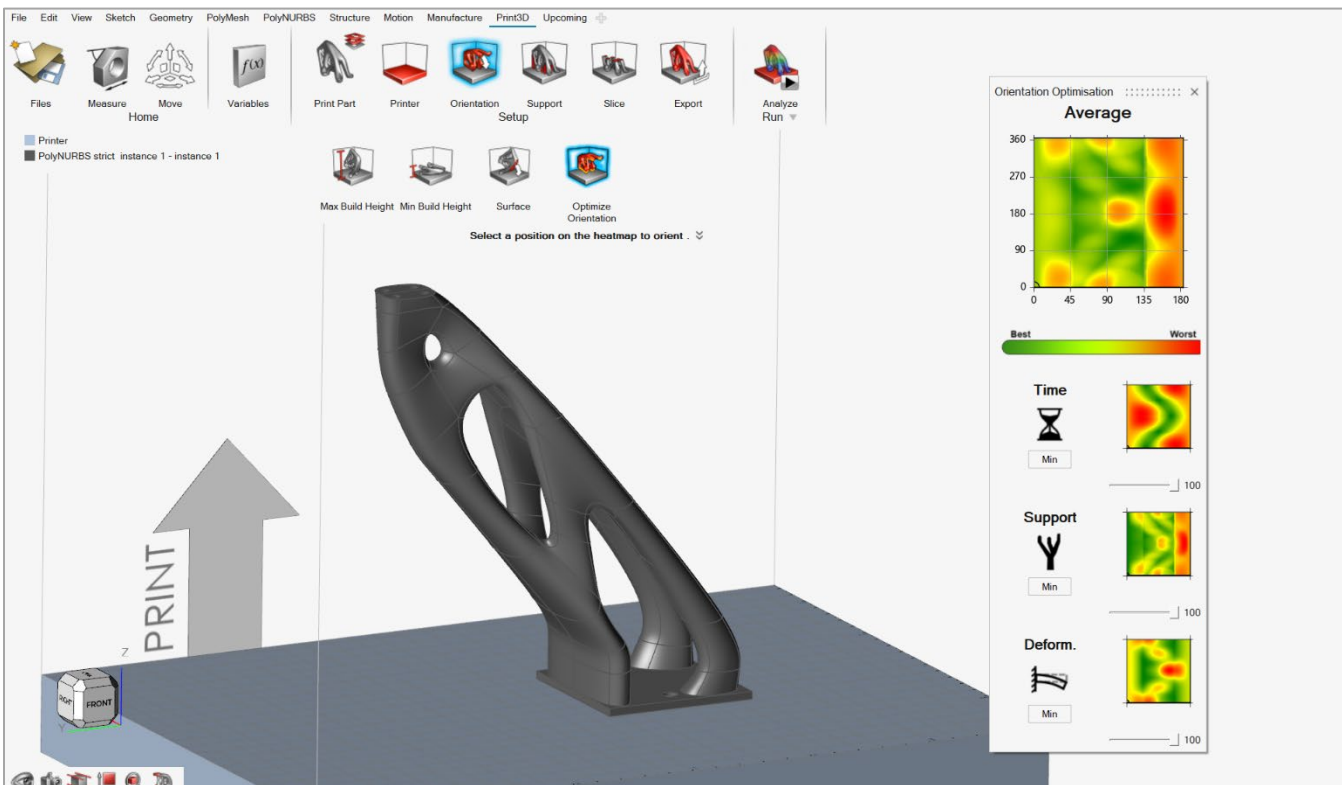 File Edit View Sketch Geometry PolyMesh PolyNURBS Structure Motion Manufacture Print3D Upcoming
f(x)
Files Measure Move Variables Print Part Printer Orientation Support Slice Export Analyze
Home Setup Run
Printer
PolyNURBS strict instance 1 - instance 1
Max Build Height Min Build Height Surface Optimize
Orientation
Select a position on the heatmap to orient .
Orientation Optimisation
Average
360
270
180
90
0
0 45 90 135 180
Best Worst
Time
Min
100
Support
Min
100
Deform.
Min
100
PRINT
Z
RGT FRONT
Y